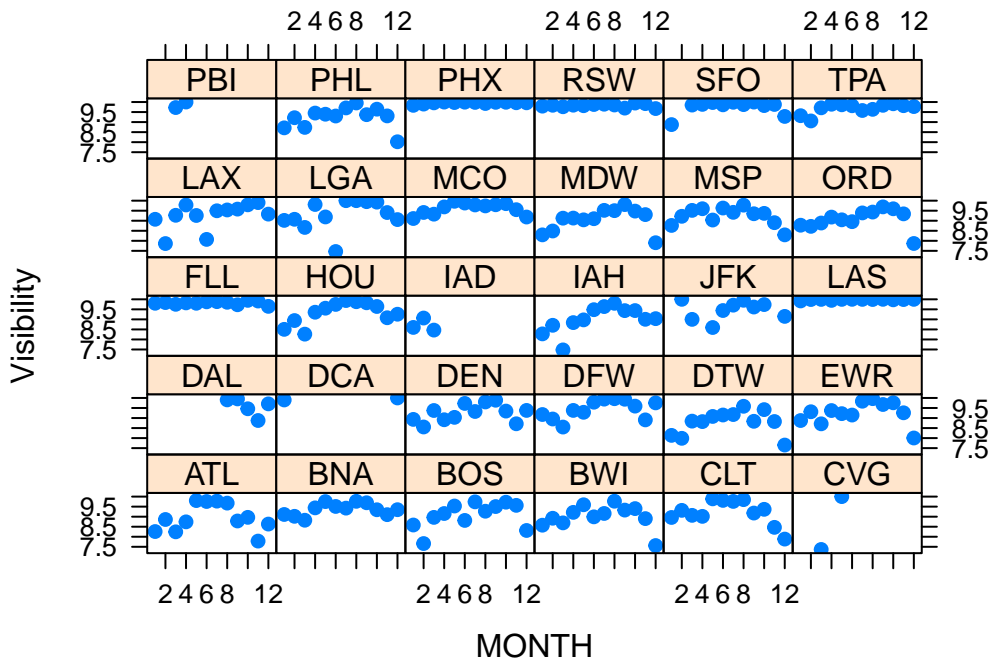 2 4 6 8 12 2 4 6 8 12 2 4 6 8 12
PBI PHL PHX RSW SFO TPA
9.5
8.5
7.5
LAX LGA MCO MDW MSP ORD
9.5
8.5
7.5
FLL HOU IAD IAH JFK LAS
9.5
8.5
7.5
DAL DCA DEN DFW DTW EWR
9.5
8.5
7.5
ATL BNA BOS BWI CLT CVG
9.5
8.5
7.5
2 4 6 8 12 2 4 6 8 12 2 4 6 8 12
Visibility
MONTH